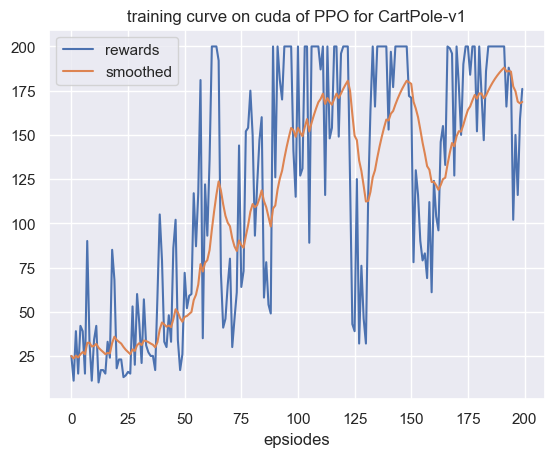 training curve on cuda of PPO for CartPole-v1
rewards
smoothed
200
175
150
125
100
75
50
25
0 25 50 75 100 125 150 175 200
epsiodes